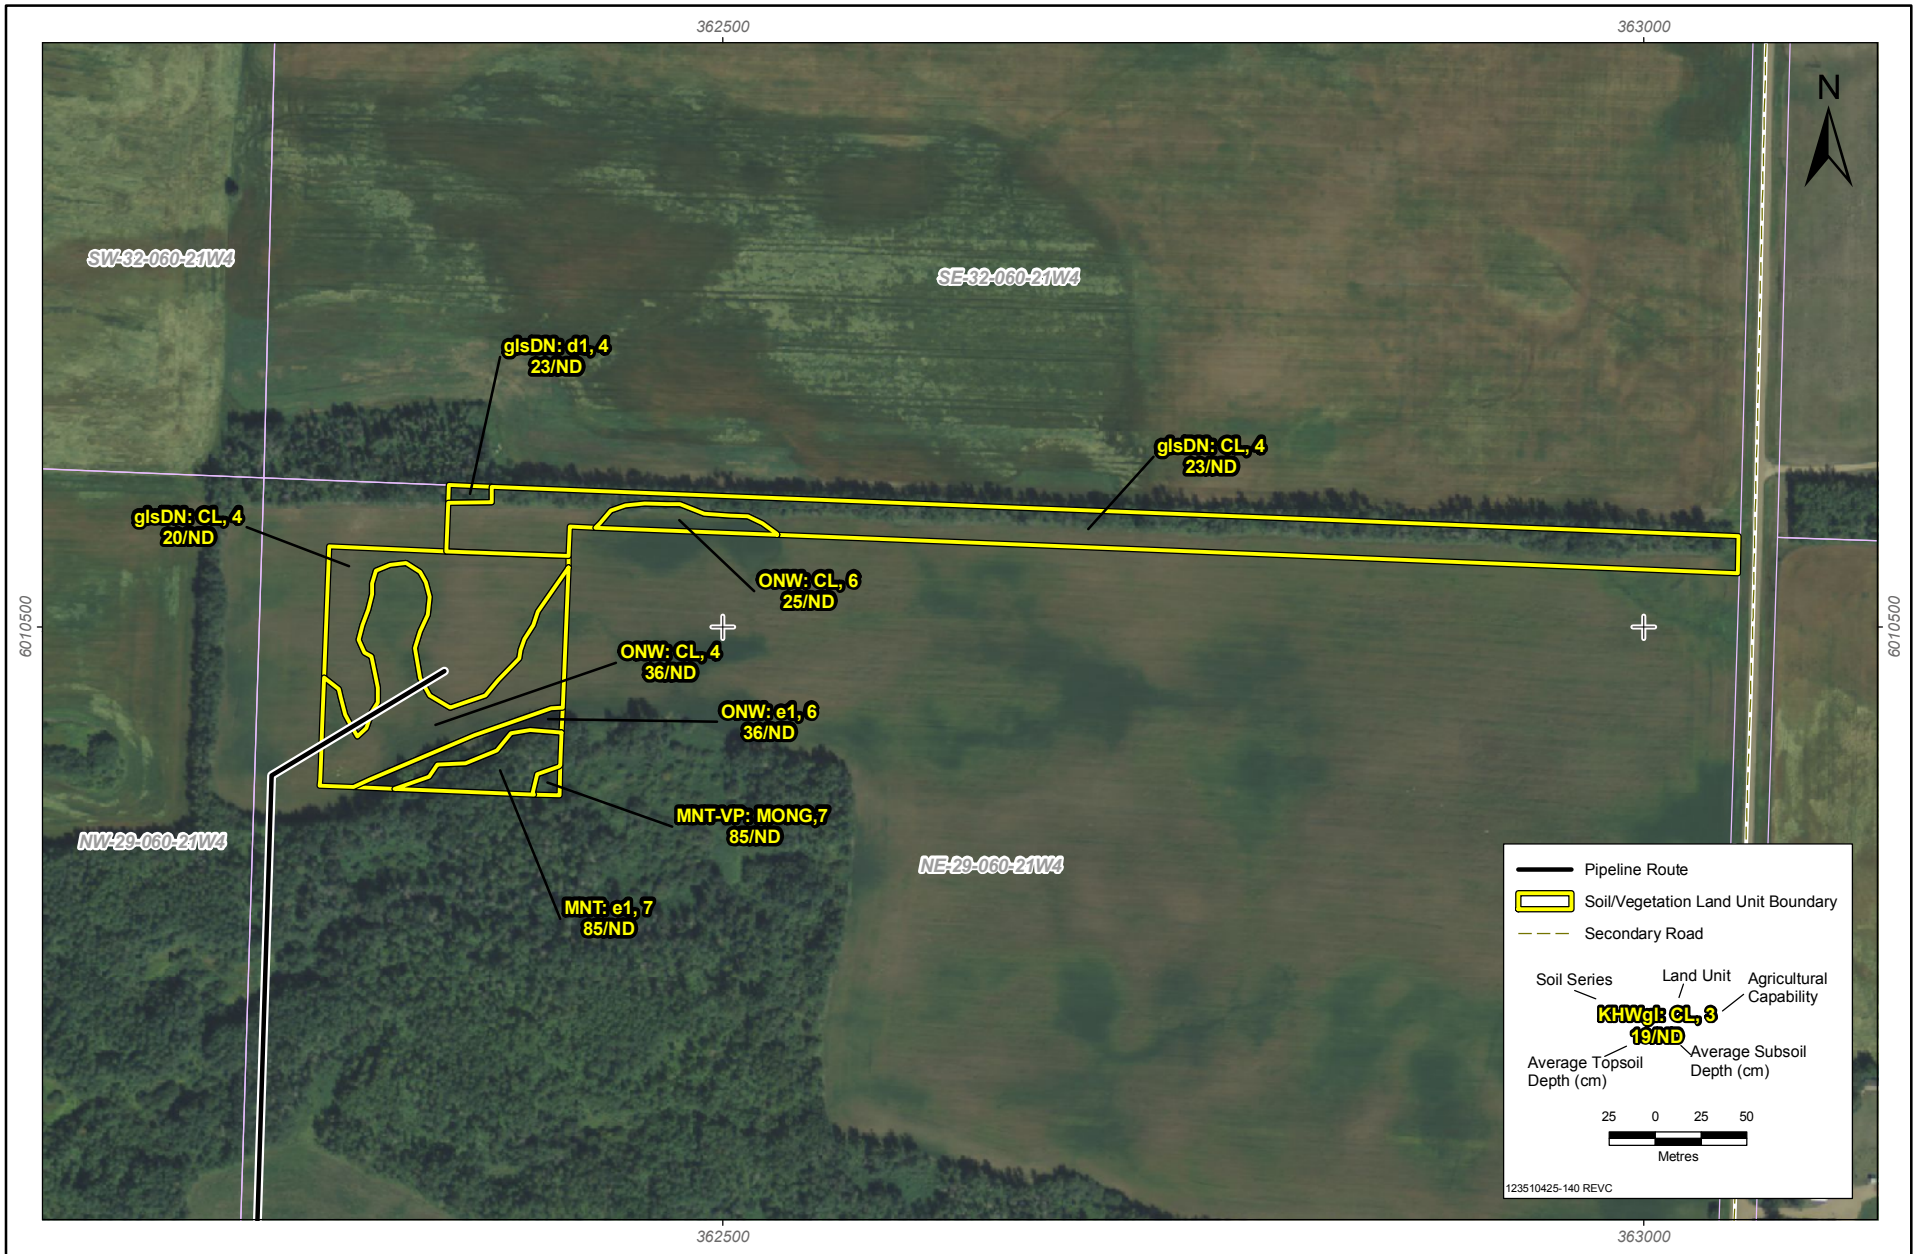 362500
363000
N
SW-32-060-21W4
SE-32-060-21W4
glsDN: d1, 4
23/ND
glsDN: CL, 4
23/ND
glsDN: CL, 4
20/ND
ONW: CL, 6
25/ND
6010500
6010500
ONW: CL, 4
36/ND
ONW: e1, 6
36/ND
MNT-VP: MONG,7
85/ND
NW-29-060-21W4
NE-29-060-21W4
MNT: e1, 7
85/ND
Pipeline Route
Soil/Vegetation Land Unit Boundary
Secondary Road
Soil Series
Land Unit
Agricultural
Capability
KHWgl: CL, 3
19/ND
Average Topsoil
Depth (cm)
Average Subsoil
Depth (cm)
25 0 25 50
Metres
123510425-140 REVC
362500
363000